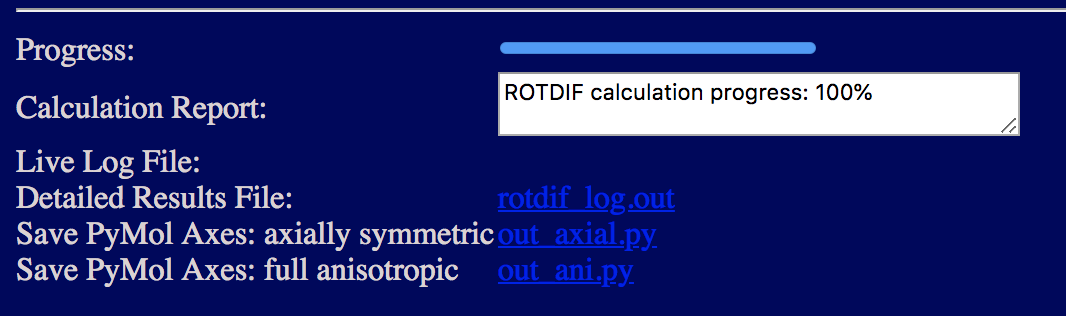 Progress:
Calculation Report: ROTDIF calculation progress: 100%
Live Log File:
Detailed Results File: rotdif_log.out
Save PyMol Axes: axially symmetric out_axial.py
Save PyMol Axes: full anisotropic out_ani.py